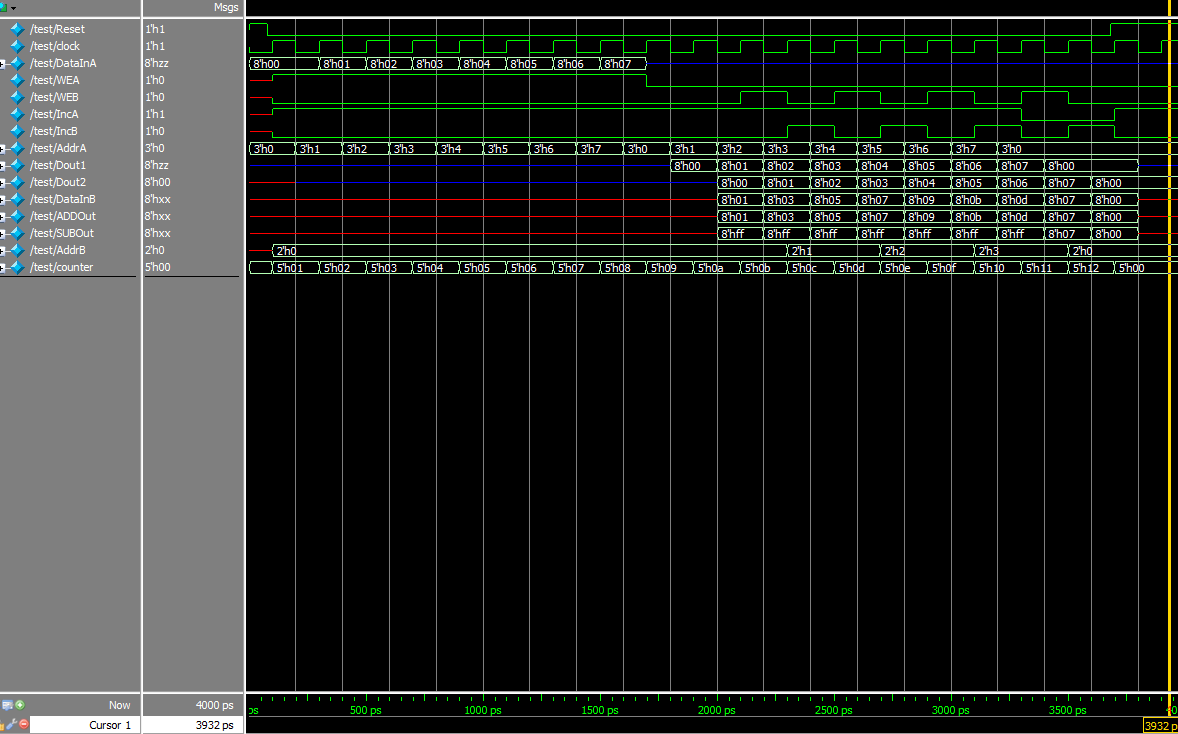 Msgs
/test/Reset 1'h1
/test/clock 1'h1
/test/DataInA 8'hzz 8'h00 8'h01 8'h02 8'h03 8'h04 8'h05 8'h06 8'h07
/test/WEA 1'h0
/test/WEB 1'h0
/test/IncA 1'h1
/test/IncB 1'h0
/test/AddrA 3'h0 3'h0 3'h1 3'h2 3'h3 3'h4 3'h5 3'h6 3'h7 3'h0 3'h1 3'h2 3'h3 3'h4 3'h5 3'h6 3'h7 3'h0
/test/Dout1 8'hzz 8'h00 8'h01 8'h02 8'h03 8'h04 8'h05 8'h06 8'h07 8'h00
/test/Dout2 8'h00 8'h00 8'h01 8'h02 8'h03 8'h04 8'h05 8'h06 8'h07 8'h00
/test/DataInB 8'hxx 8'h01 8'h03 8'h05 8'h07 8'h09 8'h0b 8'h0d 8'h07 8'h00
/test/ADDOut 8'hxx 8'h01 8'h03 8'h05 8'h07 8'h09 8'h0b 8'h0d 8'h07 8'h00
/test/SUBOut 8'hxx 8'hff 8'hff 8'hff 8'hff 8'hff 8'hff 8'hff 8'h07 8'h00
/test/AddrB 2'h0 2'h0 2'h1 2'h2 2'h3 2'h0
/test/counter 5'h00 5'h01 5'h02 5'h03 5'h04 5'h05 5'h06 5'h07 5'h08 5'h09 5'h0a 5'h0b 5'h0c 5'h0d 5'h0e 5'h0f 5'h10 5'h11 5'h12 5'h00
Now 4000 ps ps 500 ps 1000 ps 1500 ps 2000 ps 2500 ps 3000 ps 3500 ps
Cursor 1 3932 ps 3932 p